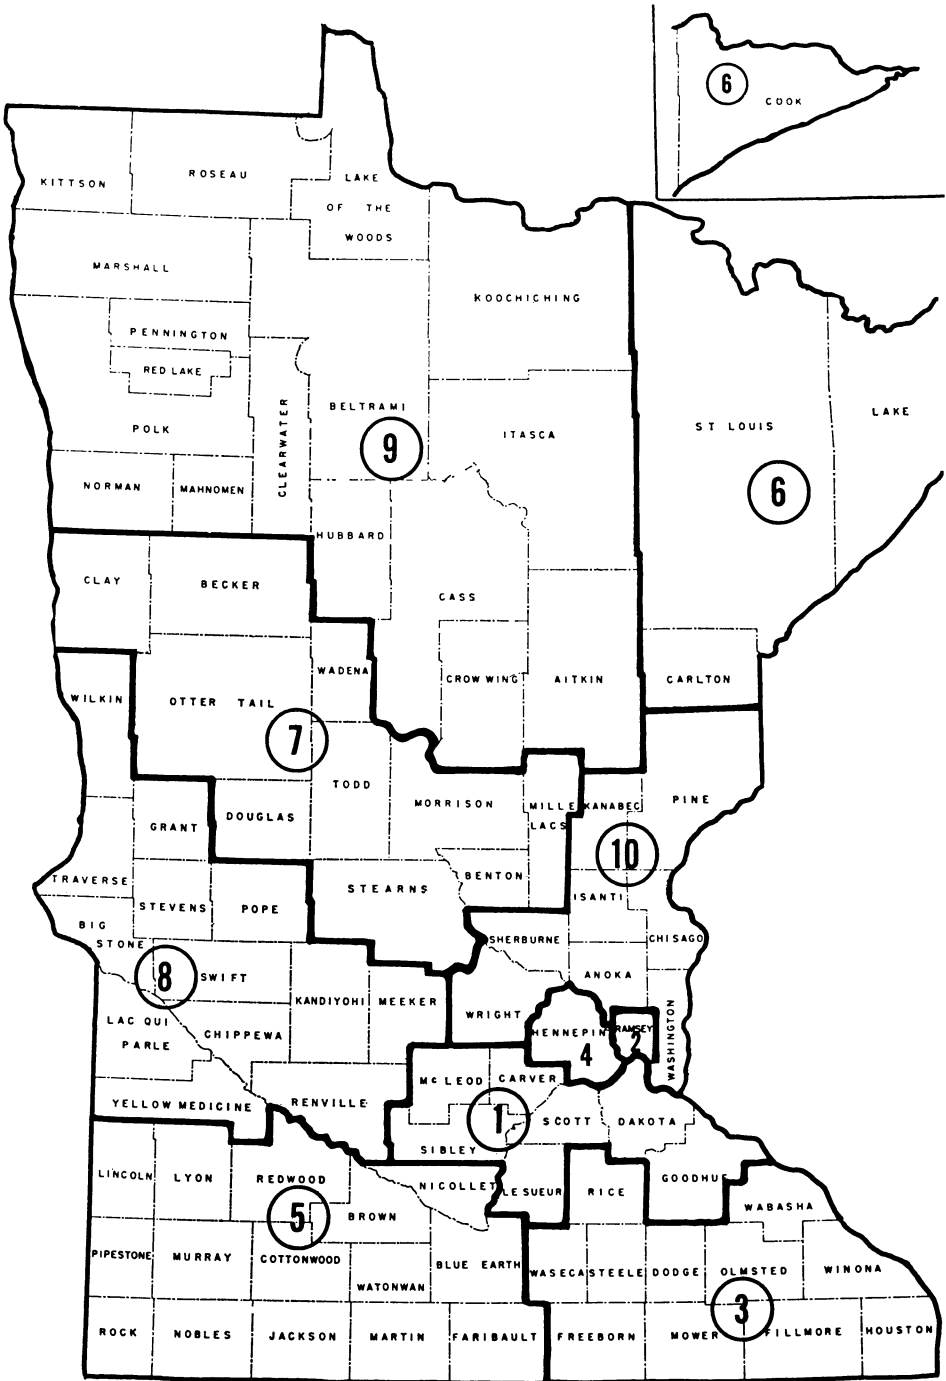 6
COOK
KITTSON
ROSEAU
LAKE
OF THE
WOODS
MARSHALL
KOOCHICHING
PENNINGTON
RED LAKE
POLK
CLEARWATER
BELTRAMI
9
ITASCA
ST LOUIS
LAKE
6
NORMAN
MAHNOMEN
HUBBARD
CLAY
BECKER
CASS
WADENA
CROW WING
AITKIN
CARLTON
WILKIN
OTTER TAIL
7
TODD
MORRISON
MILLE
LACS
KANABEC
PINE
GRANT
DOUGLAS
10
TRAVERSE
STEVENS
POPE
STEARNS
BENTON
ISANTI
BIG
STONE
8
SWIFT
SHERBURNE
CHISAGO
ANOKA
KANDIYOHI
MEEKER
WRIGHT
HENNEPIN
4
RAMSEY
2
WASHINGTON
LAC QUI
PARLE
CHIPPEWA
Mc LEOD
CARVER
YELLOW MEDICINE
RENVILLE
1
SCOTT
DAKOTA
SIBLEY
LINCOLN
LYON
REDWOOD
NICOLLET
LE SUEUR
RICE
GOODHUE
5
BROWN
WABASHA
PIPESTONE
MURRAY
COTTONWOOD
WATONWAN
BLUE EARTH
WASECA
STEELE
DODGE
OLMSTED
WINONA
3
ROCK
NOBLES
JACKSON
MARTIN
FARIBAULT
FREEBORN
MOWER
FILLMORE
HOUSTON